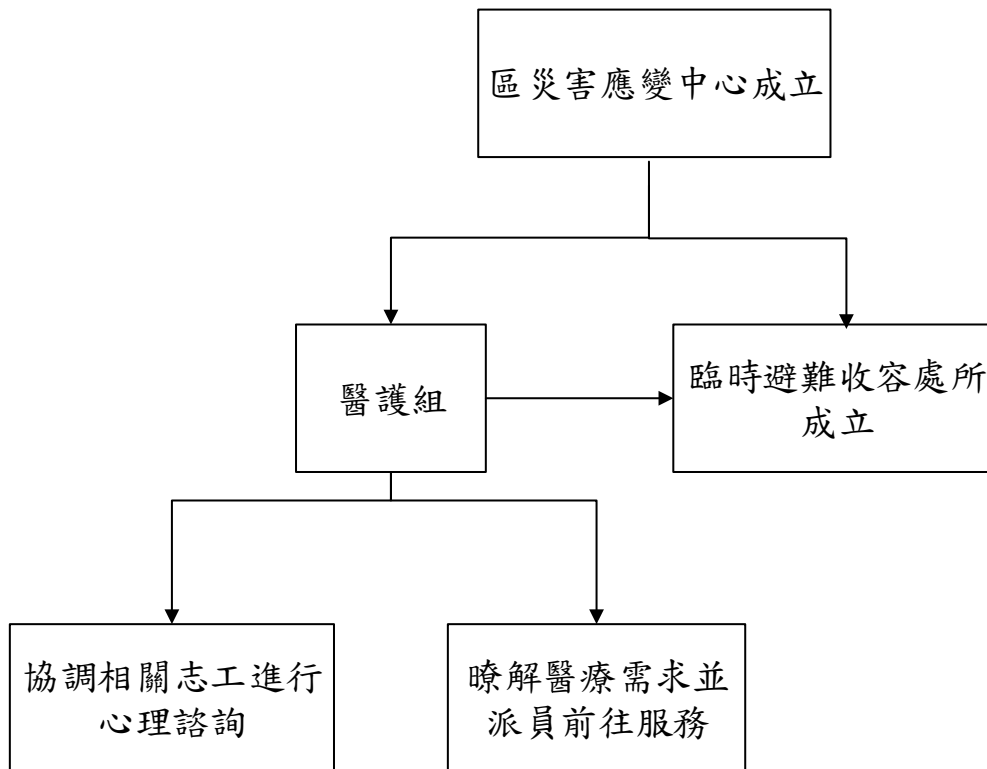 區災害應變中心成立
醫護組
臨時避難收容處所
成立
協調相關志工進行
心理諮詢
暸解醫療需求並
派員前往服務